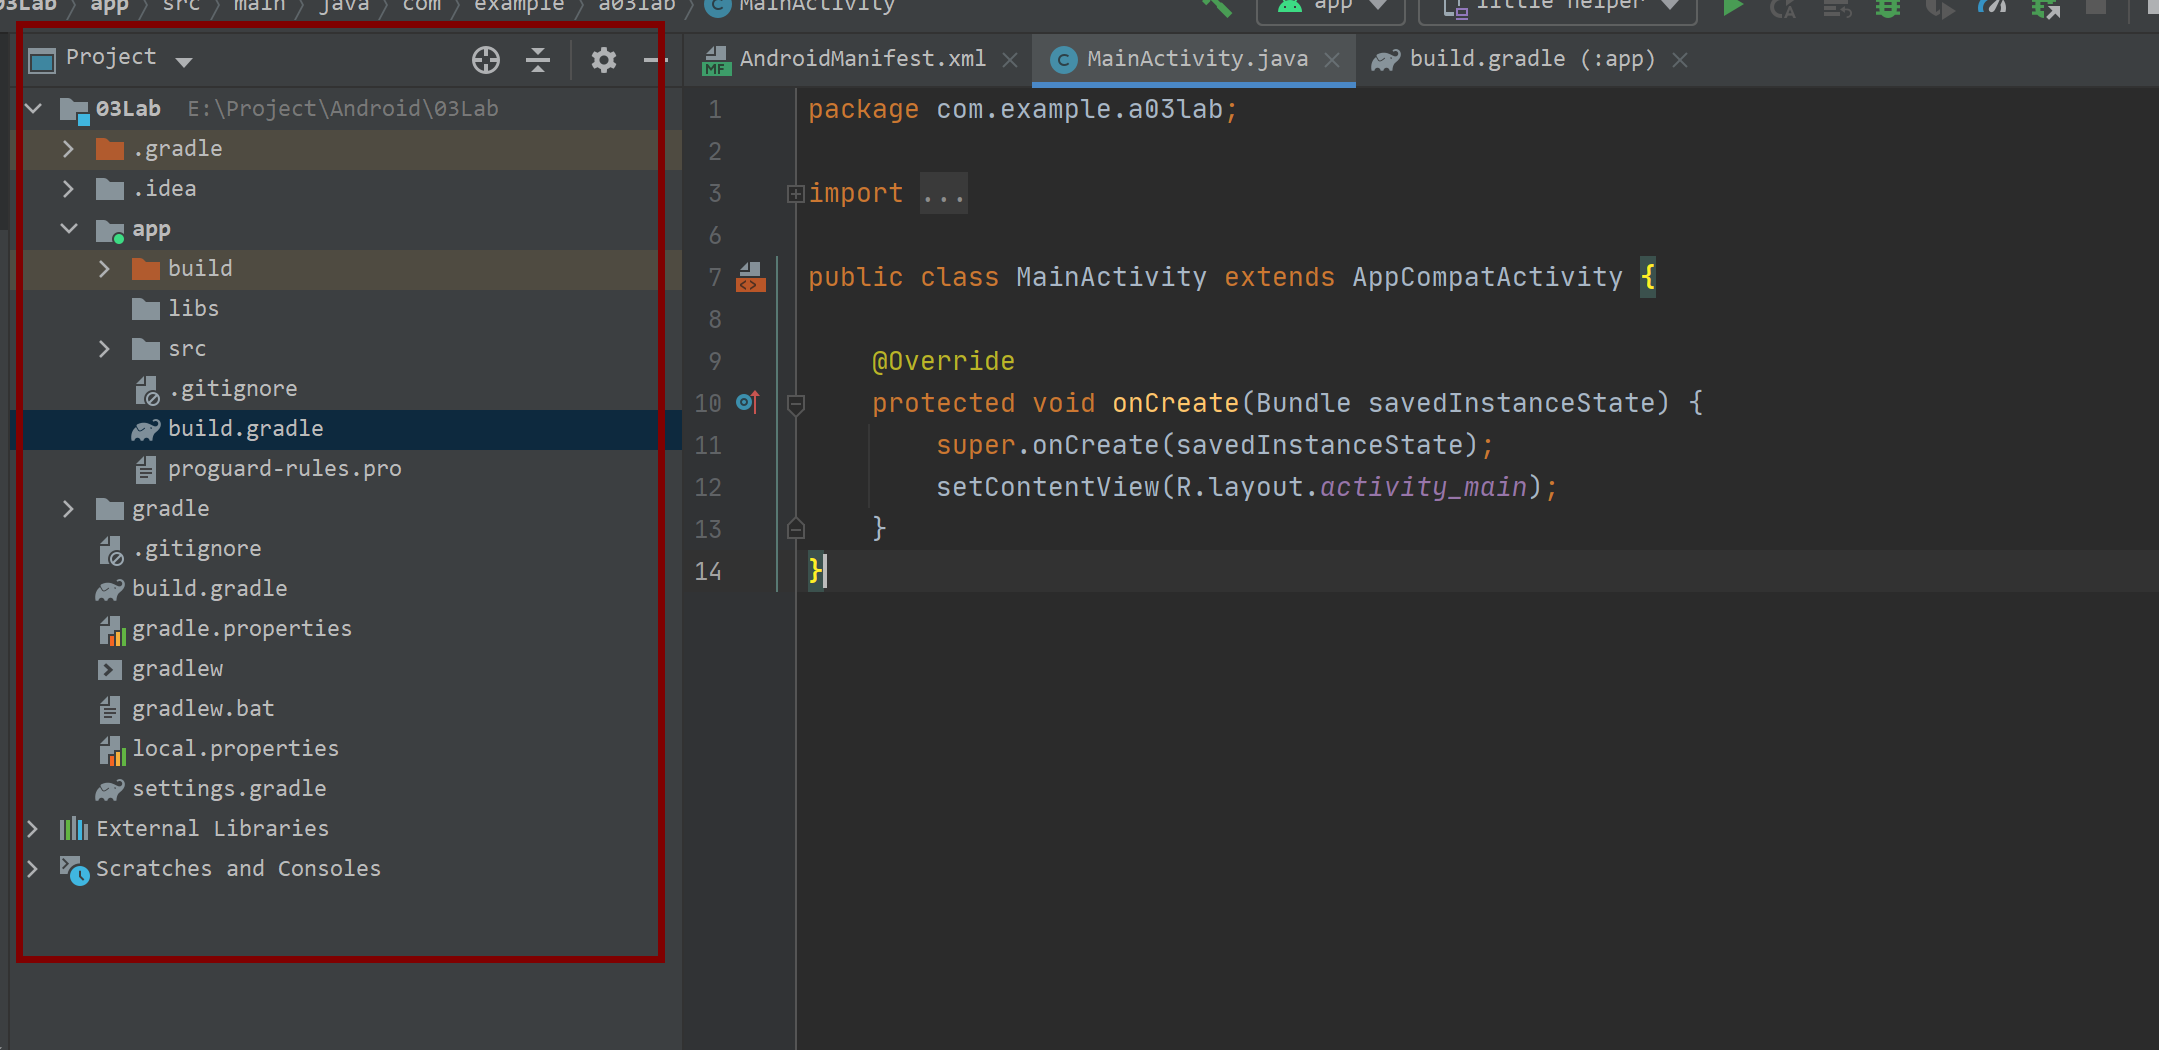 03Lab > app > src > main > java > com > example > a03lab > MainActivity
app
little helper
Project
03Lab E:\Project\Android\03Lab
.gradle
.idea
app
build
libs
src
.gitignore
build.gradle
proguard-rules.pro
gradle
.gitignore
build.gradle
gradle.properties
gradlew
gradlew.bat
local.properties
settings.gradle
External Libraries
Scratches and Consoles
AndroidManifest.xml
MainActivity.java
build.gradle (:app)
1 package com.example.a03lab;
2
3 import ...
6
7 public class MainActivity extends AppCompatActivity {
8
9 @Override
10 protected void onCreate(Bundle savedInstanceState) {
11 super.onCreate(savedInstanceState);
12 setContentView(R.layout.activity_main);
13 }
14 }